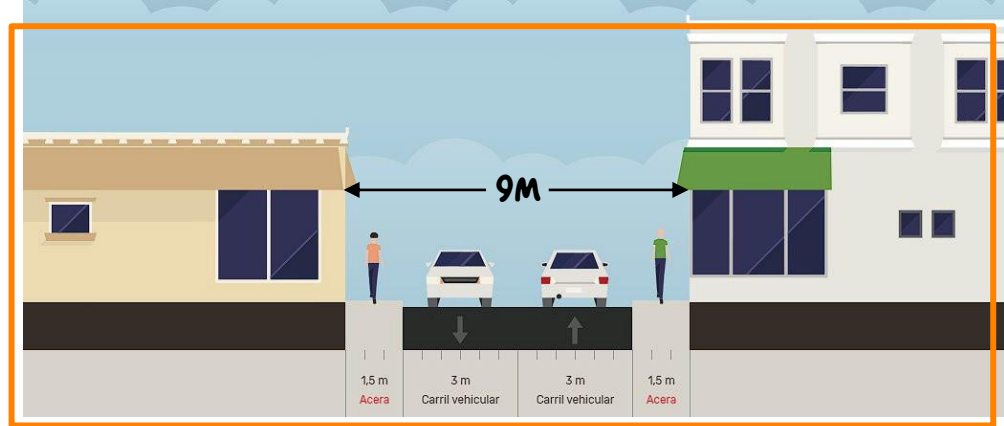 9M
1,5 m
Acera
3 m
Carril vehicular
3 m
Carril vehicular
1,5 m
Acera